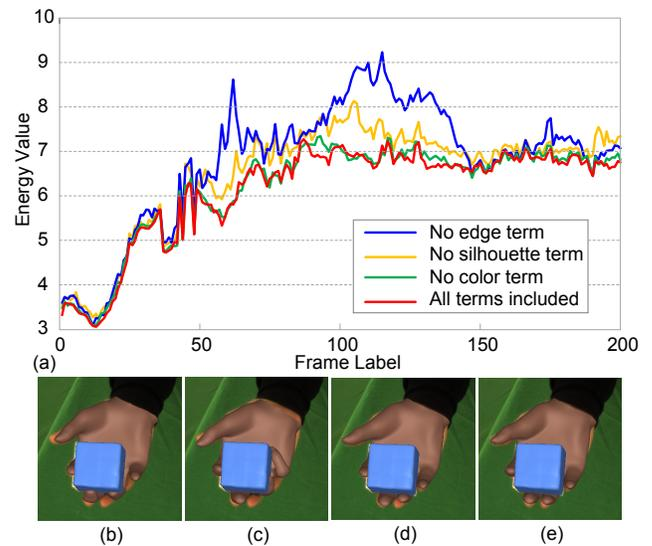 10
9
8
7
6
5
4
3
Energy Value
No edge term
No silhouette term
No color term
All terms included
0 50 100 150 200
Frame Label
(a)
(b) (c) (d) (e)